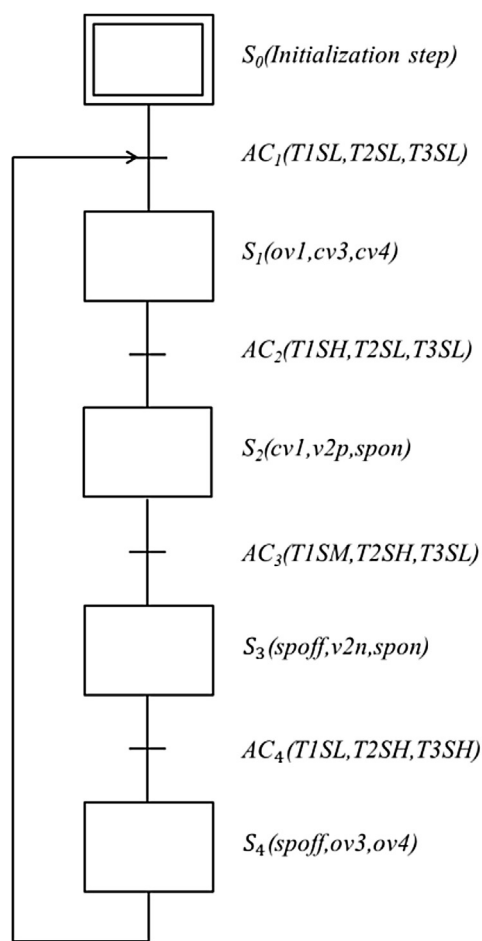 S₀(Initialization step)
AC₁(T1SL,T2SL,T3SL)
S₁(ov1,cv3,cv4)
AC₂(T1SH,T2SL,T3SL)
S₂(cv1,v2p,spon)
AC₃(T1SM,T2SH,T3SL)
S₃(spoff,v2n,spon)
AC₄(T1SL,T2SH,T3SH)
S₄(spoff,ov3,ov4)